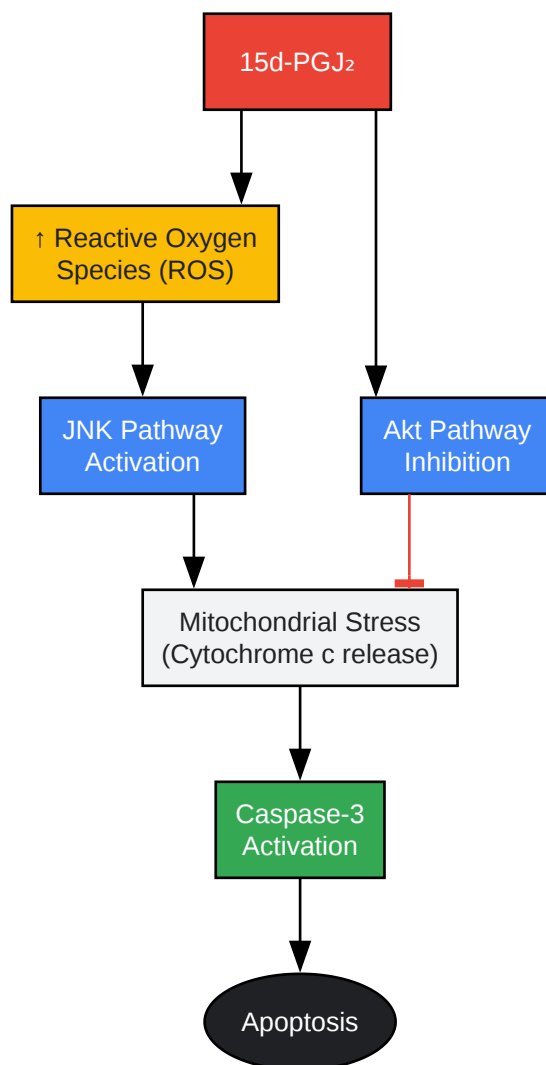 15d-PGJ₂
↑ Reactive Oxygen
Species (ROS)
JNK Pathway
Activation
Akt Pathway
Inhibition
Mitochondrial Stress
(Cytochrome c release)
Caspase-3
Activation
Apoptosis